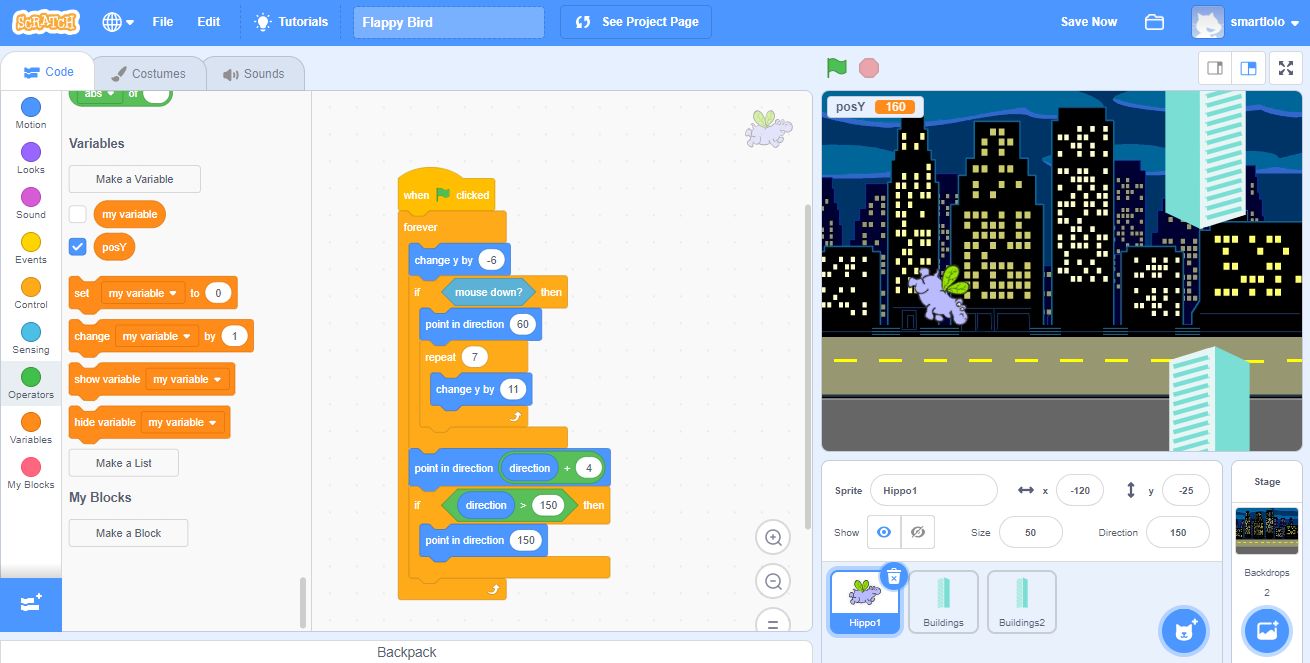 SCRATCH File Edit Tutorials Flappy Bird See Project Page Save Now smartlolo
Code Costumes Sounds
Motion
Looks
Sound
Events
Control
Sensing
Operators
Variables
My Blocks
abs of
Variables
Make a Variable
my variable
posY
set my variable to 0
change my variable by 1
show variable my variable
hide variable my variable
Make a List
My Blocks
Make a Block
when clicked
forever
change y by -6
if mouse down? then
point in direction 60
repeat 7
change y by 11
point in direction direction + 4
if direction > 150 then
point in direction 150
posY 160
Sprite Hippo1 x -120 y -25
Show Size 50 Direction 150
Hippo1 Buildings Buildings2
Stage
Backdrops
2
Backpack